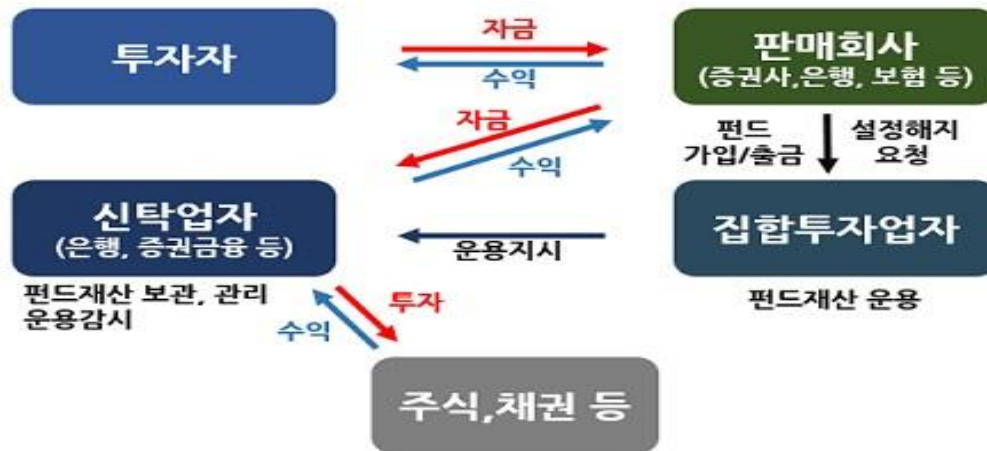 투자자
자금
수익
판매회사
(증권사,은행, 보험 등)
자금
수익
펀드
가입/출금
설정해지
요청
신탁업자
(은행, 증권금융 등)
운용지시
집합투자업자
펀드재산 보관, 관리
운용감시
펀드재산 운용
투자
수익
주식,채권 등